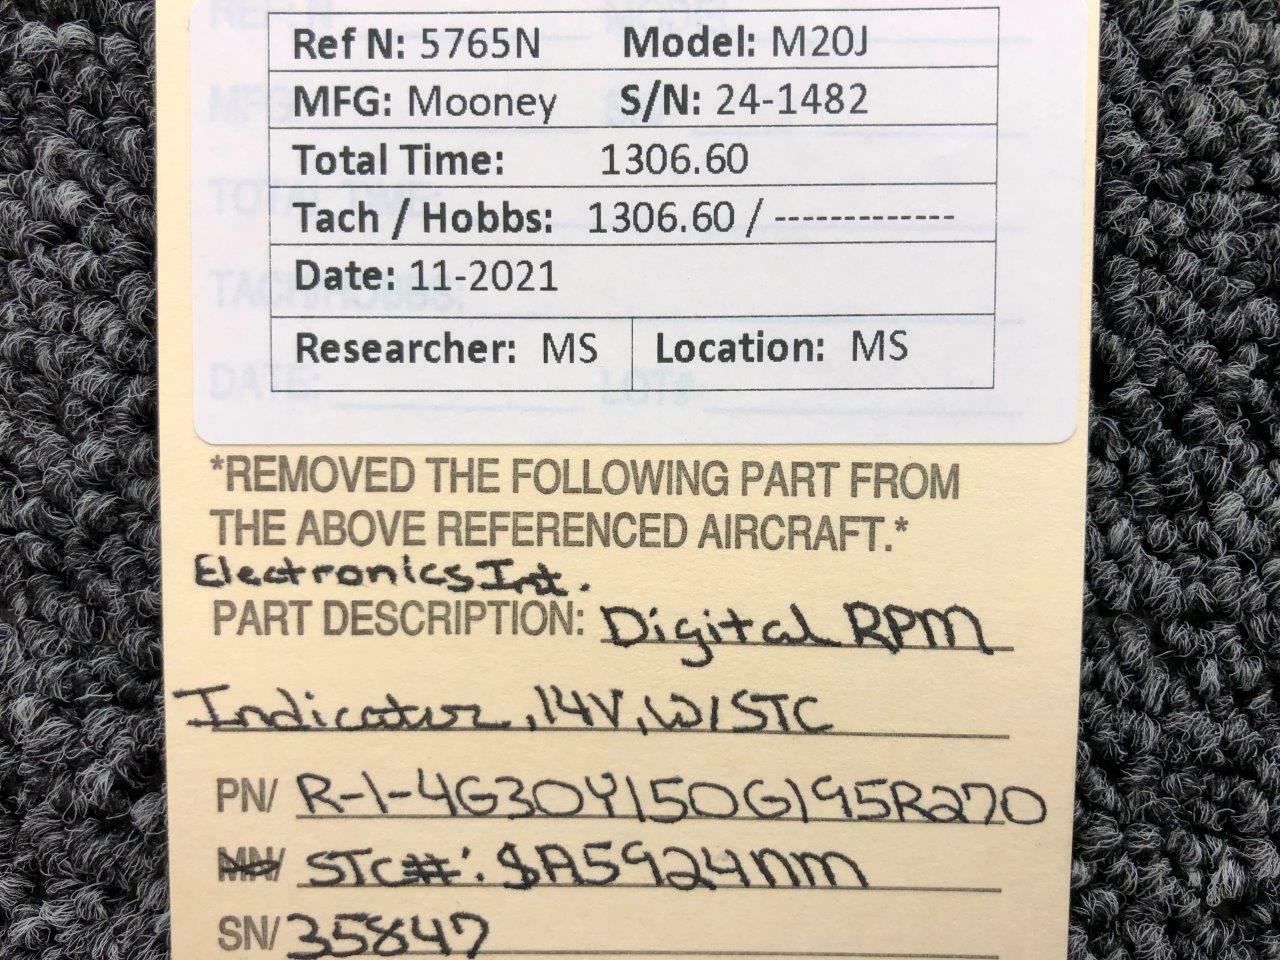 Ref N: 5765N Model: M20J
MFG: Mooney S/N: 24-1482
Total Time: 1306.60
Tach / Hobbs: 1306.60 / -------------
Date: 11-2021
Researcher: MS Location: MS
*REMOVED THE FOLLOWING PART FROM
THE ABOVE REFERENCED AIRCRAFT.*
Electronics Int.
PART DESCRIPTION: Digital RPM
Indicator, 14V, W/STC
PN/ R-1-4G30Y150G195R270
MN/ STC#: SA5924NM
SN/ 35847